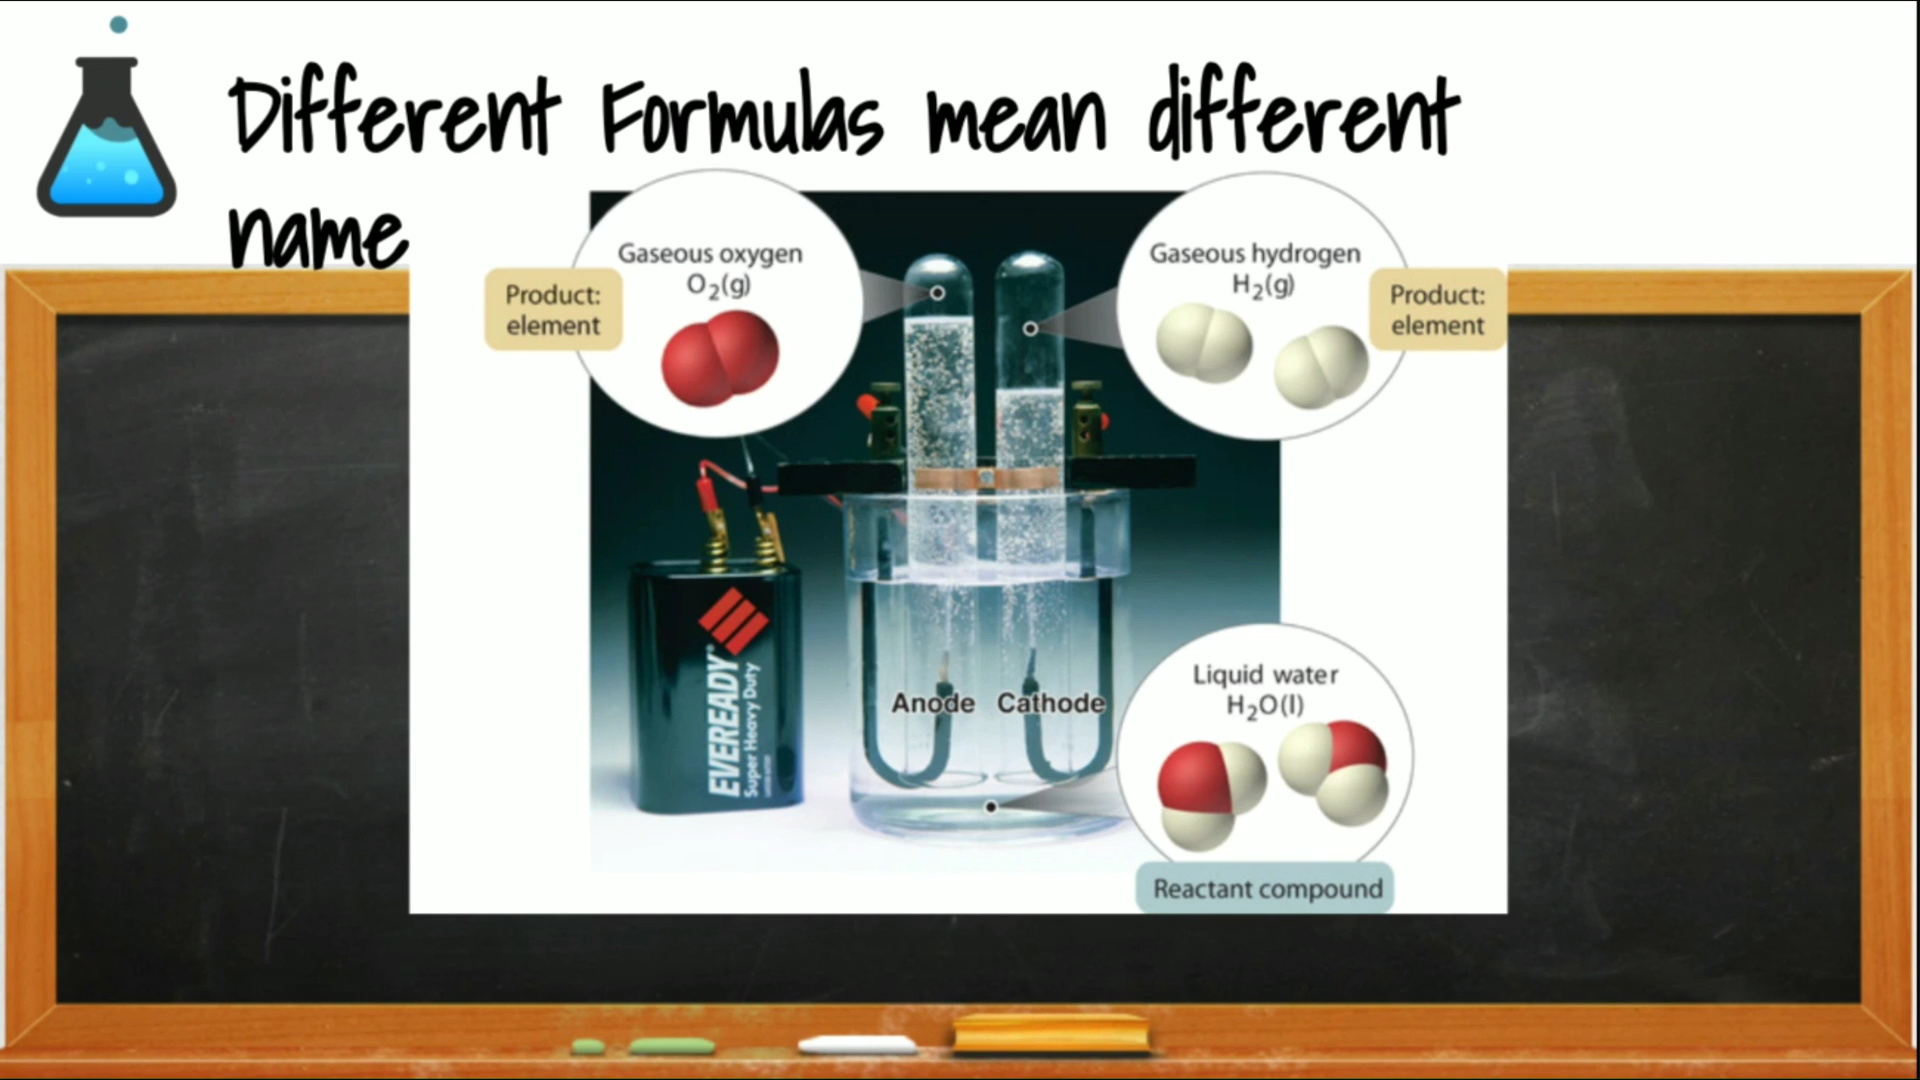 Different Formulas mean different
name
Gaseous oxygen
O₂(g)
Product:
element
Gaseous hydrogen
H₂(g)
Product:
element
EVEREADY®
Super Heavy Duty
Anode Cathode
Liquid water
H₂O(l)
Reactant compound